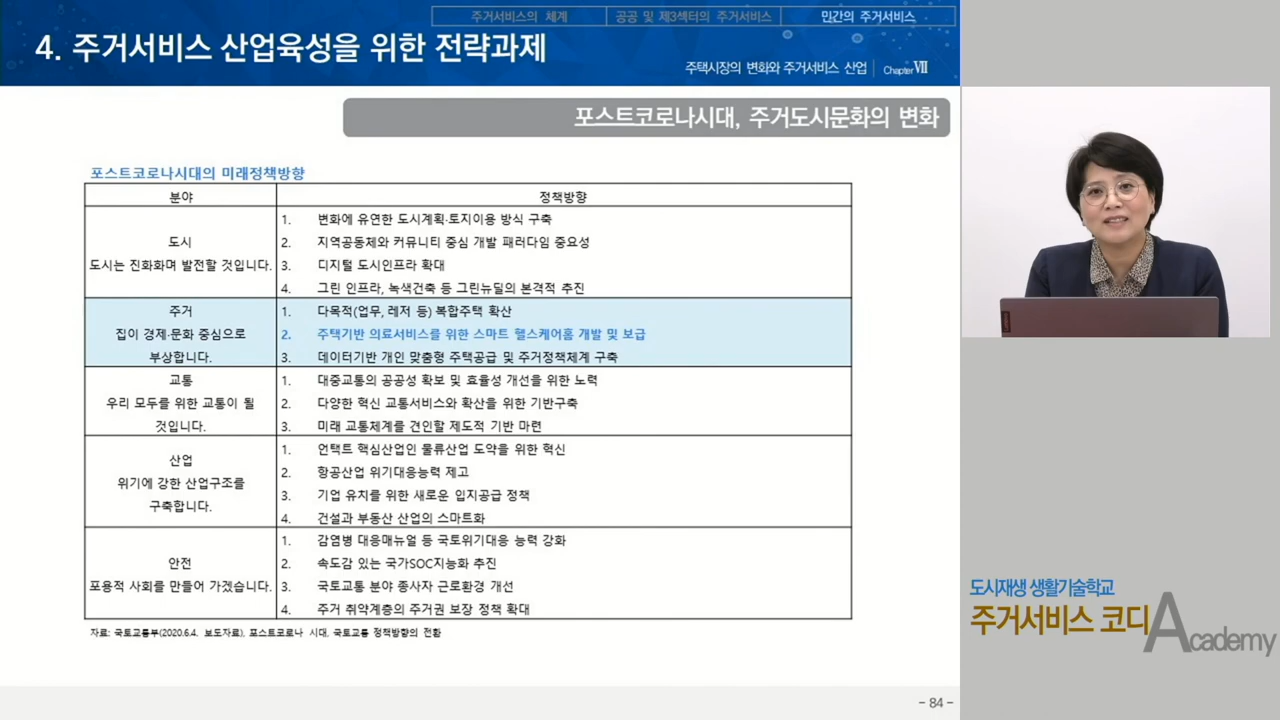 주거서비스의 체계
공공 및 제3섹터의 주거서비스
민간의 주거서비스
4. 주거서비스 산업육성을 위한 전략과제
주택시장의 변화와 주거서비스 산업 | Chapter Ⅶ
포스트코로나시대, 주거도시문화의 변화
포스트코로나시대의 미래정책방향
분야
정책방향
도시
도시는 진화화며 발전할 것입니다.
1. 변화에 유연한 도시계획·토지이용 방식 구축
2. 지역공동체와 커뮤니티 중심 개발 패러다임 중요성
3. 디지털 도시인프라 확대
4. 그린 인프라, 녹색건축 등 그린뉴딜의 본격적 추진
주거
집이 경제·문화 중심으로
부상합니다.
1. 다목적(업무, 레저 등) 복합주택 확산
2. 주택기반 의료서비스를 위한 스마트 헬스케어홈 개발 및 보급
3. 데이터기반 개인 맞춤형 주택공급 및 주거정책체계 구축
교통
우리 모두를 위한 교통이 될
것입니다.
1. 대중교통의 공공성 확보 및 효율성 개선을 위한 노력
2. 다양한 혁신 교통서비스와 확산을 위한 기반구축
3. 미래 교통체계를 견인할 제도적 기반 마련
산업
위기에 강한 산업구조를
구축합니다.
1. 언택트 핵심산업인 물류산업 도약을 위한 혁신
2. 항공산업 위기대응능력 제고
3. 기업 유치를 위한 새로운 입지공급 정책
4. 건설과 부동산 산업의 스마트화
안전
포용적 사회를 만들어 가겠습니다.
1. 감염병 대응매뉴얼 등 국토위기대응 능력 강화
2. 속도감 있는 국가SOC지능화 추진
3. 국토교통 분야 종사자 근로환경 개선
4. 주거 취약계층의 주거권 보장 정책 확대
자료: 국토교통부(2020.6.4. 보도자료), 포스트코로나 시대, 국토교통 정책방향의 전환
- 84 -
도시재생 생활기술학교
주거서비스 코디 Academy